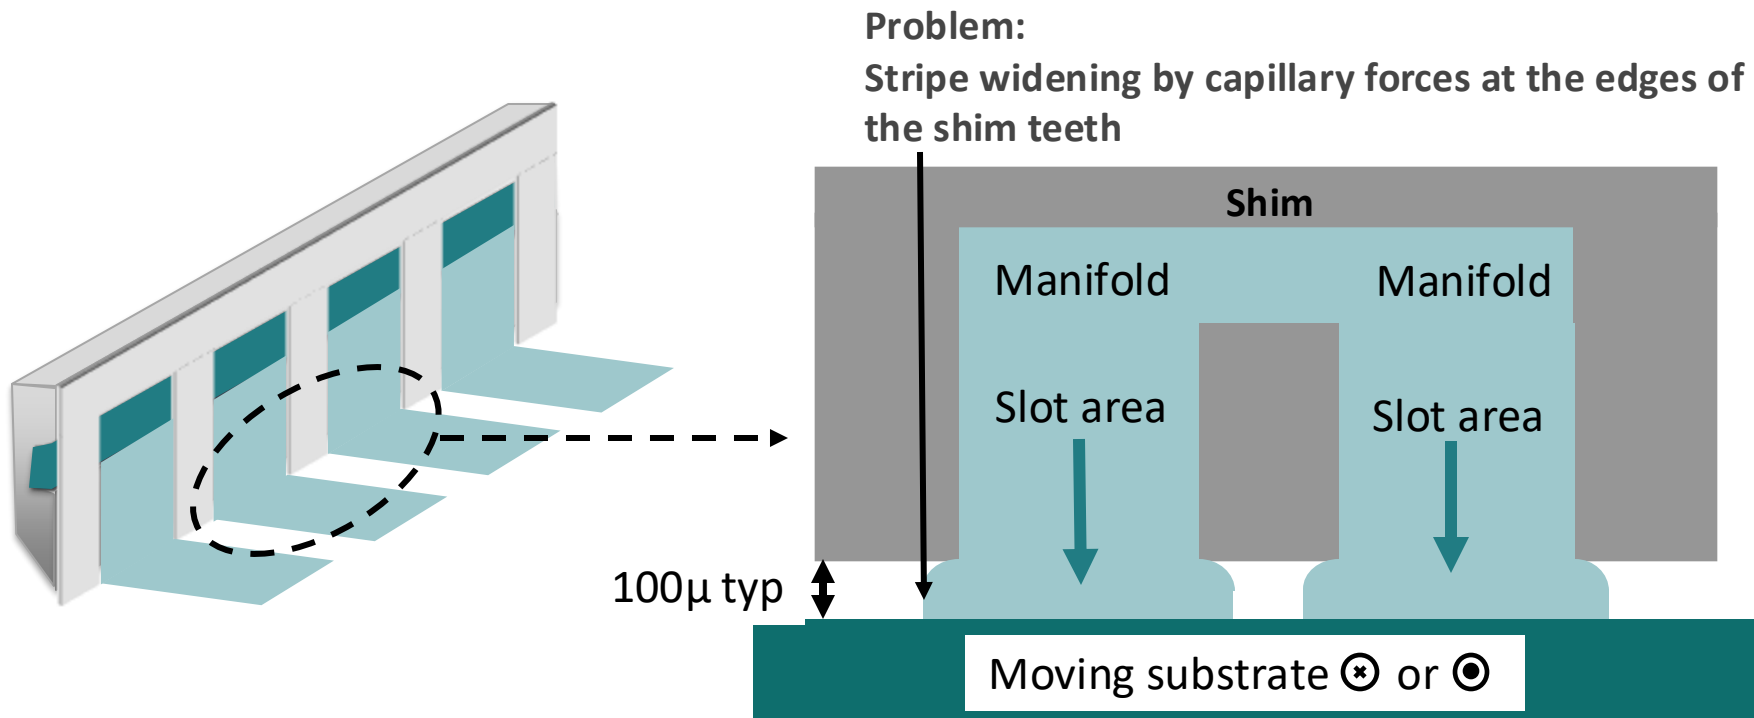 Problem:
Stripe widening by capillary forces at the edges of
the shim teeth
Shim
Manifold
Manifold
Slot area
Slot area
100µ typ
Moving substrate ⊗ or ⊙